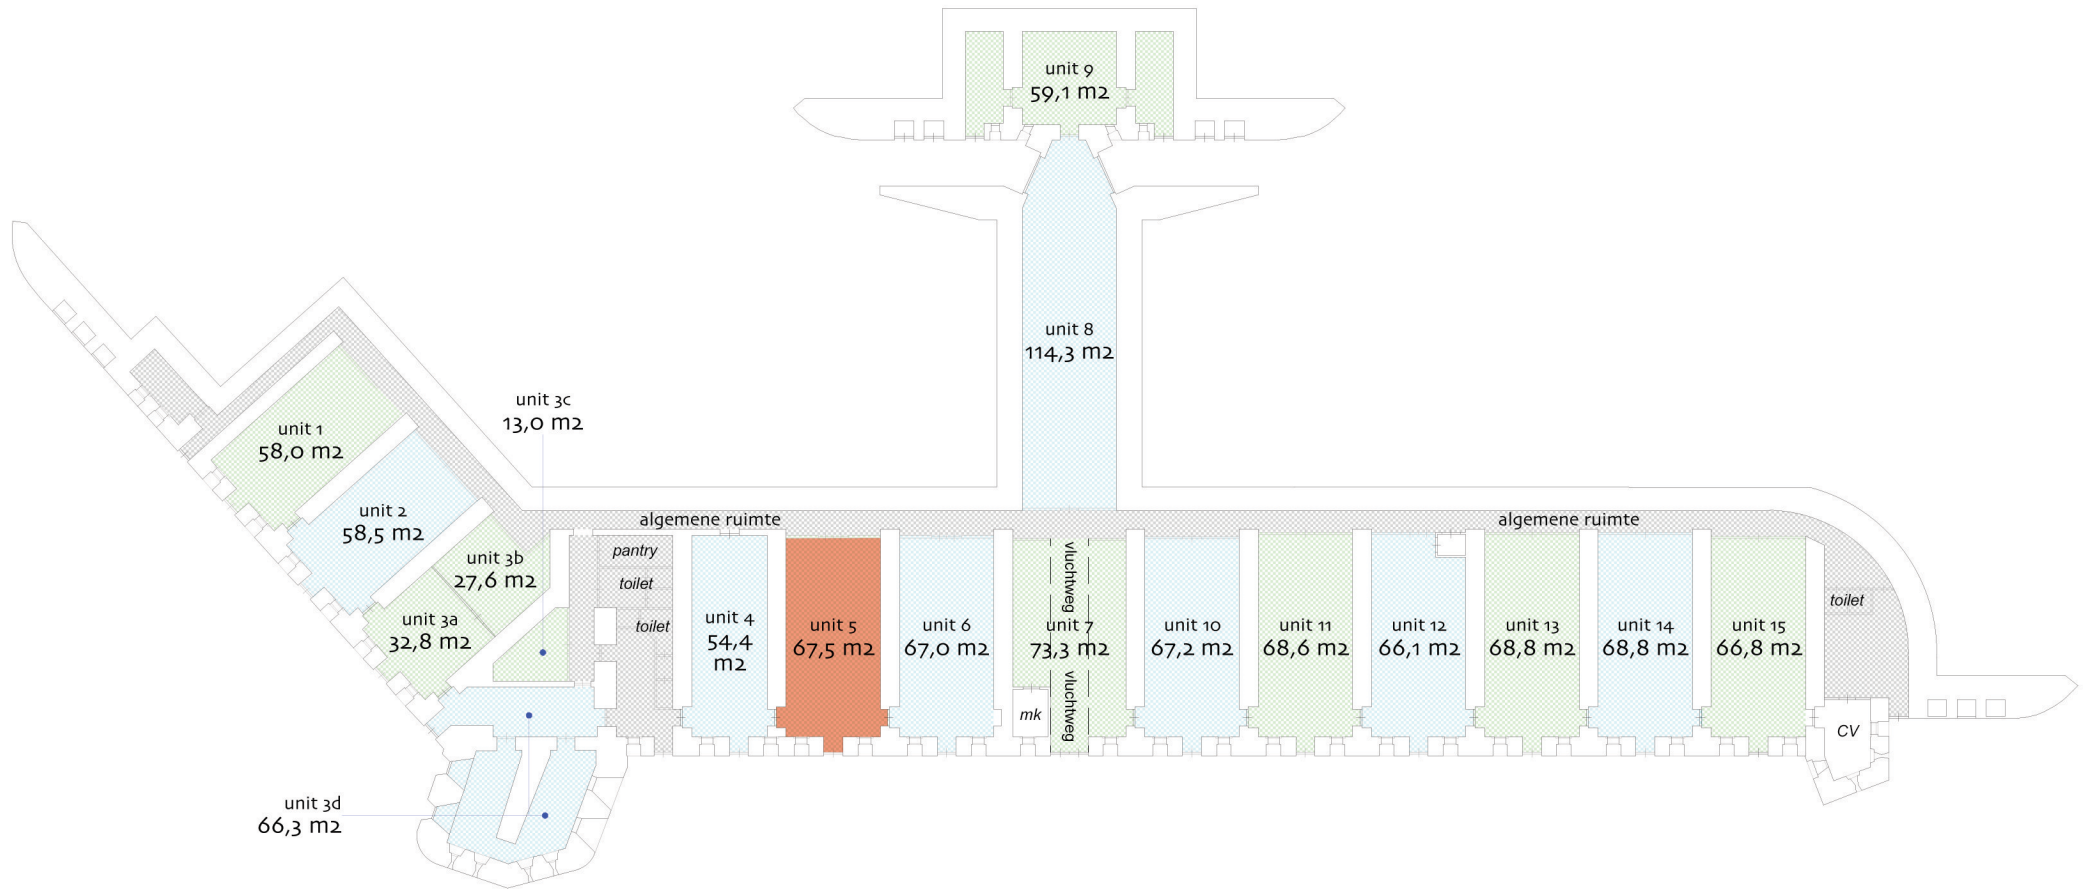 unit 9
59,1 m2
unit 8
114,3 m2
unit 3c
13,0 m2
unit 1
58,0 m2
unit 2
58,5 m2
algemene ruimte
algemene ruimte
unit 3b
27,6 m2
unit 3a
32,8 m2
pantry
toilet
toilet
unit 4
54,4
m2
unit 5
67,5 m2
unit 6
67,0 m2
vluchtweg
unit 7
73,3 m2
vluchtweg
mk
unit 10
67,2 m2
unit 11
68,6 m2
unit 12
66,1 m2
unit 13
68,8 m2
unit 14
68,8 m2
unit 15
66,8 m2
toilet
CV
unit 3d
66,3 m2